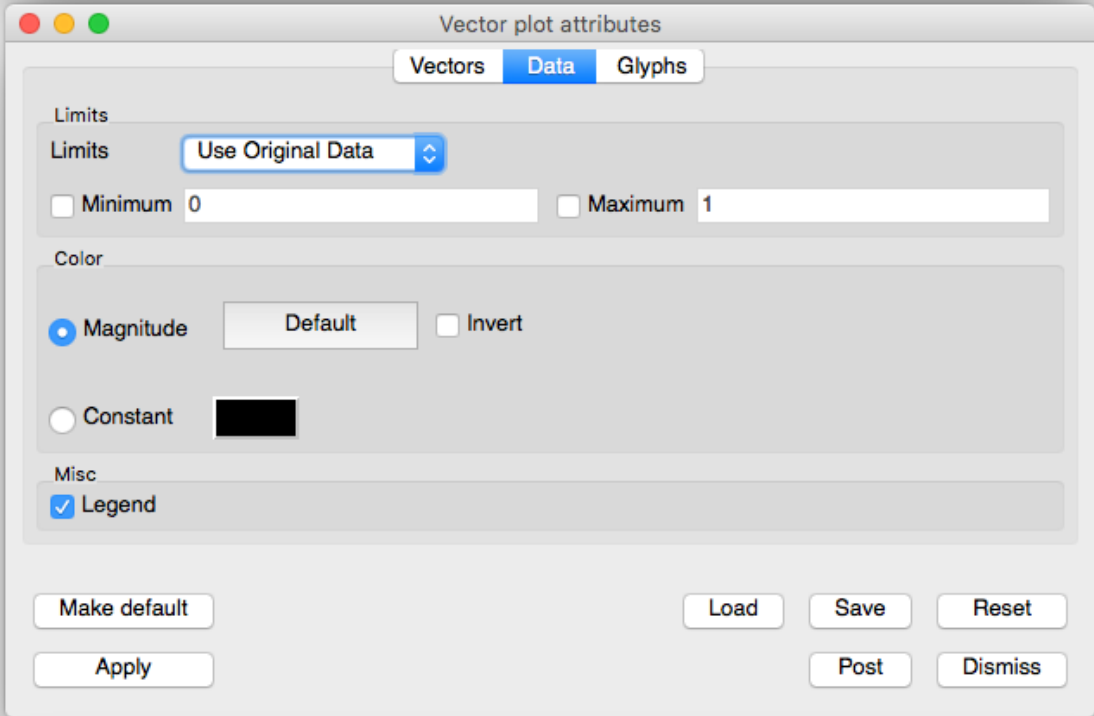 Vector plot attributes
Vectors Data Glyphs
Limits
Limits Use Original Data
Minimum 0 Maximum 1
Color
Magnitude Default Invert
Constant
Misc
Legend
Make default Load Save Reset
Apply Post Dismiss